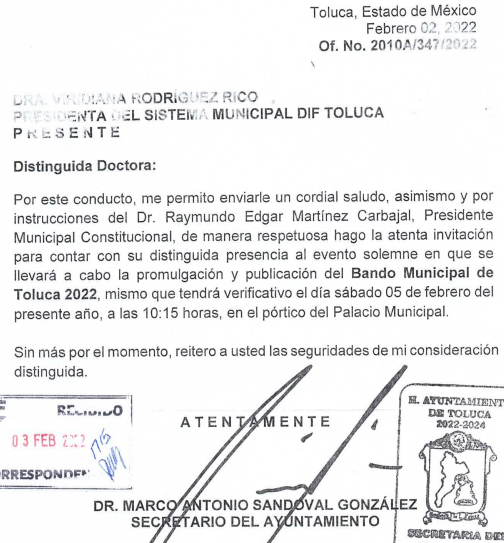 Toluca, Estado de México
Febrero 02, 2022
Of. No. 2010A/347/2022
DRA. VIRIDIANA RODRÍGUEZ RICO
PRESIDENTA DEL SISTEMA MUNICIPAL DIF TOLUCA
P R E S E N T E
Distinguida Doctora:
Por este conducto, me permito enviarle un cordial saludo, asimismo y por
instrucciones del Dr. Raymundo Edgar Martínez Carbajal, Presidente
Municipal Constitucional, de manera respetuosa hago la atenta invitación
para contar con su distinguida presencia al evento solemne en que se
llevará a cabo la promulgación y publicación del Bando Municipal de
Toluca 2022, mismo que tendrá verificativo el día sábado 05 de febrero del
presente año, a las 10:15 horas, en el pórtico del Palacio Municipal.
Sin más por el momento, reitero a usted las seguridades de mi consideración
distinguida.
RECIBIDO
03 FEB 2022
RRESPONDEN
A T E N T A M E N T E
H. AYUNTAMIENT
DE TOLUCA
2022-2024
DR. MARCO ANTONIO SANDOVAL GONZÁLEZ
SECRETARIO DEL AYUNTAMIENTO
SECRETARIA DEL